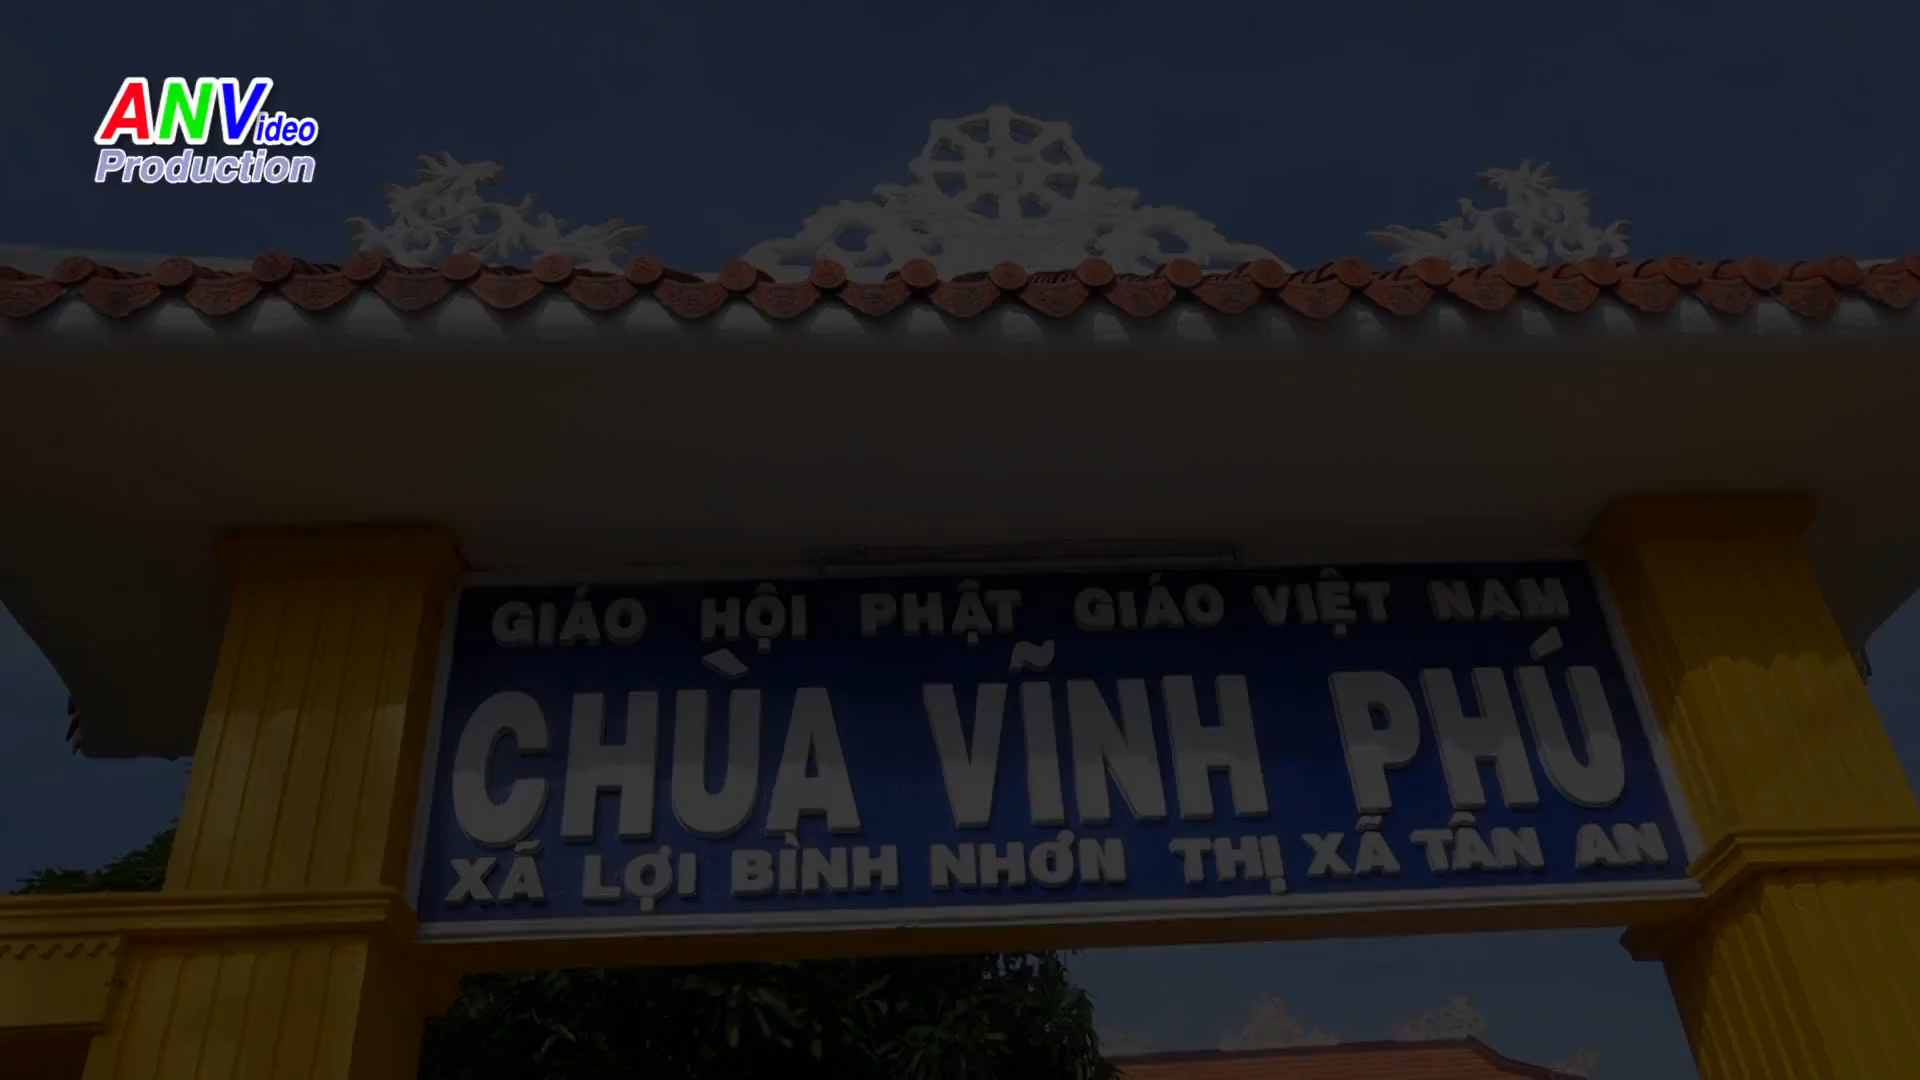 ANVideo
Production
GIÁO HỘI PHẬT GIÁO VIỆT NAM
CHÙA VĨNH PHÚ
XÃ LỢI BÌNH NHƠN THỊ XÃ TÂN AN